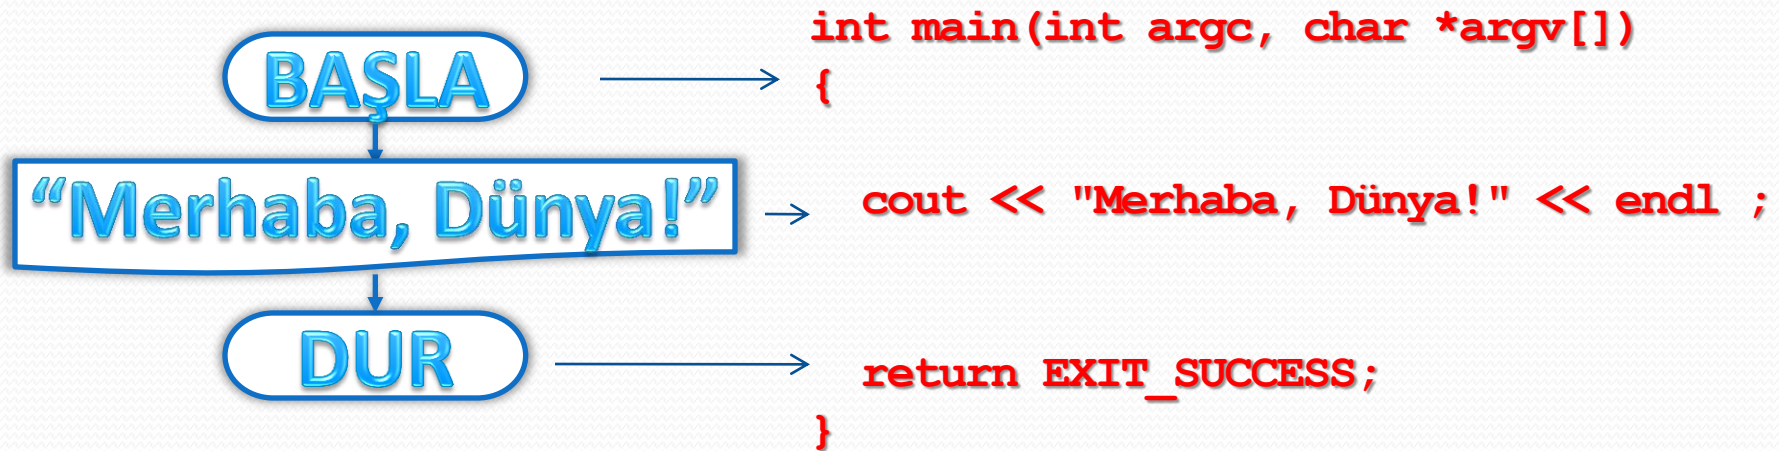 BAŞLA
int main(int argc, char *argv[])
{
“Merhaba, Dünya!”
cout << "Merhaba, Dünya!" << endl ;
DUR
return EXIT_SUCCESS;
}